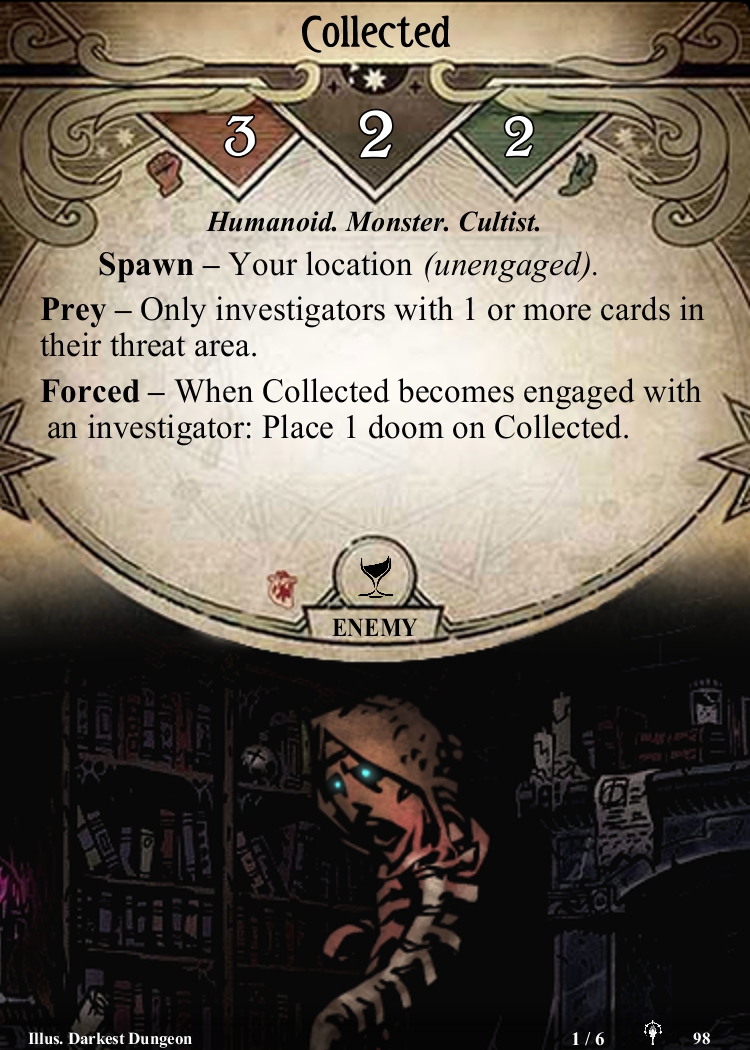 Collected
3 2 2
Humanoid. Monster. Cultist.
Spawn – Your location (unengaged).
Prey – Only investigators with 1 or more cards in
their threat area.
Forced – When Collected becomes engaged with
an investigator: Place 1 doom on Collected.
ENEMY
Illus. Darkest Dungeon 1 / 6 98